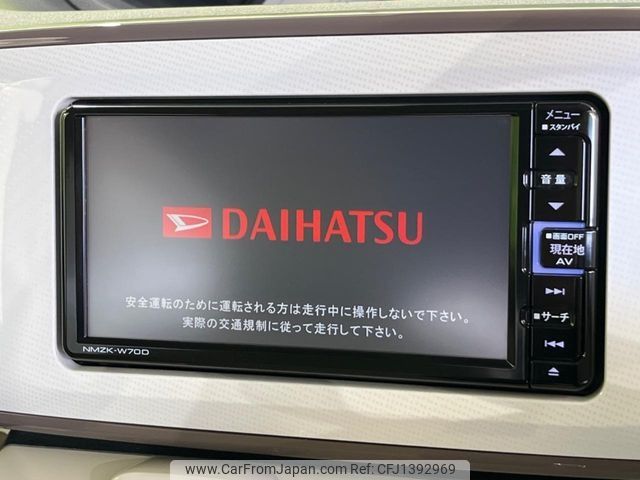 メニュー
■スタンバイ
音量
■画面OFF
現在地
AV
■サーチ
DAIHATSU
安全運転のために運転される方は走行中に操作しないで下さい。
実際の交通規制に従って走行して下さい。
NMZK-W70D
www.CarFromJapan.com - CFJ1392969